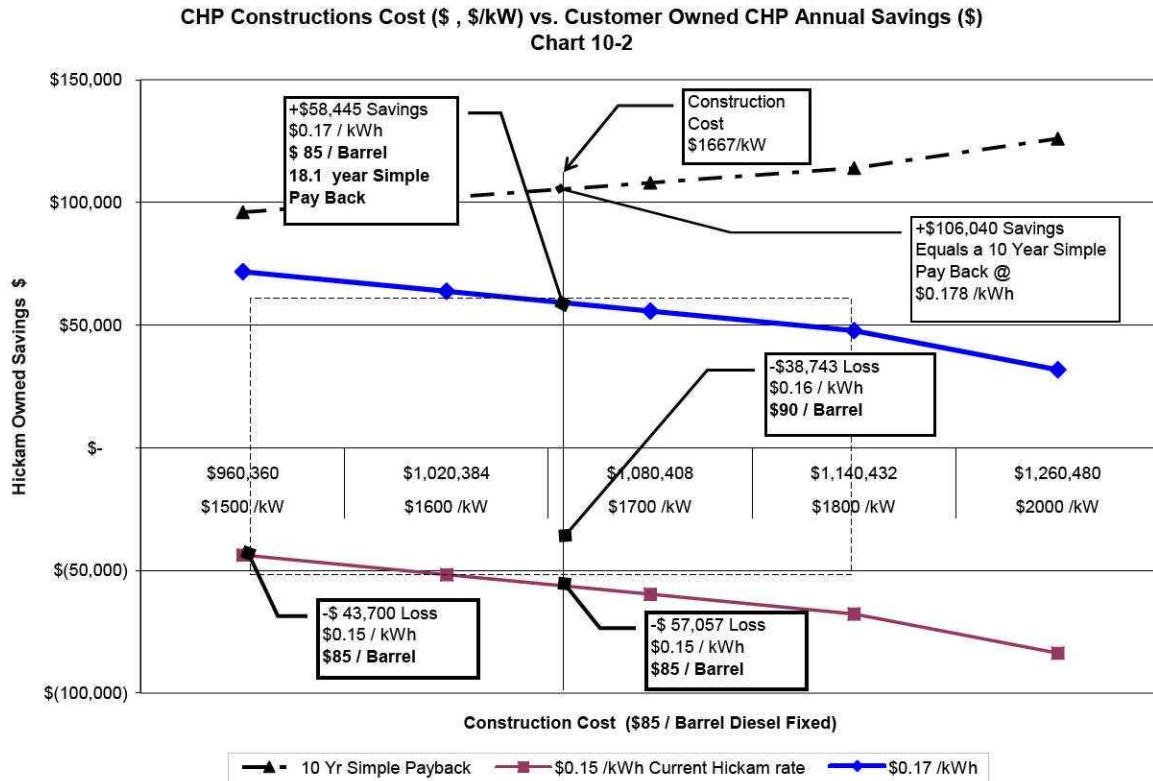 CHP Constructions Cost ($ , $/kW) vs. Customer Owned CHP Annual Savings ($)
Chart 10-2
$150,000
$100,000
$50,000
$-
$(50,000)
$(100,000)
Hickam Owned Savings $
+$58,445 Savings
$0.17 / kWh
$ 85 / Barrel
18.1 year Simple
Pay Back
Construction
Cost
$1667/kW
+$106,040 Savings
Equals a 10 Year Simple
Pay Back @
$0.178 /kWh
-$38,743 Loss
$0.16 / kWh
$90 / Barrel
$960,360 $1,020,384 $1,080,408 $1,140,432 $1,260,480
$1500 /kW $1600 /kW $1700 /kW $1800 /kW $2000 /kW
-$ 43,700 Loss
$0.15 / kWh
$85 / Barrel
-$ 57,057 Loss
$0.15 / kWh
$85 / Barrel
Construction Cost ($85 / Barrel Diesel Fixed)
10 Yr Simple Payback $0.15 /kWh Current Hickam rate $0.17 /kWh